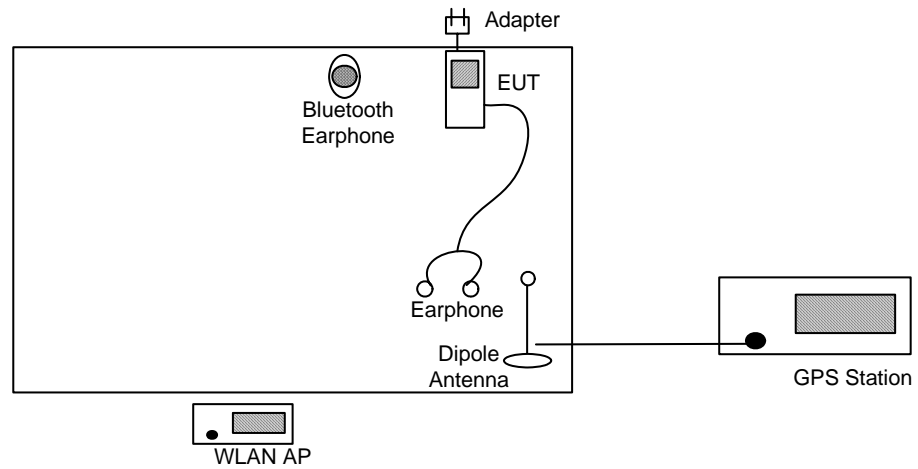 Adapter
EUT
Bluetooth
Earphone
Earphone
Dipole
Antenna
GPS Station
WLAN AP